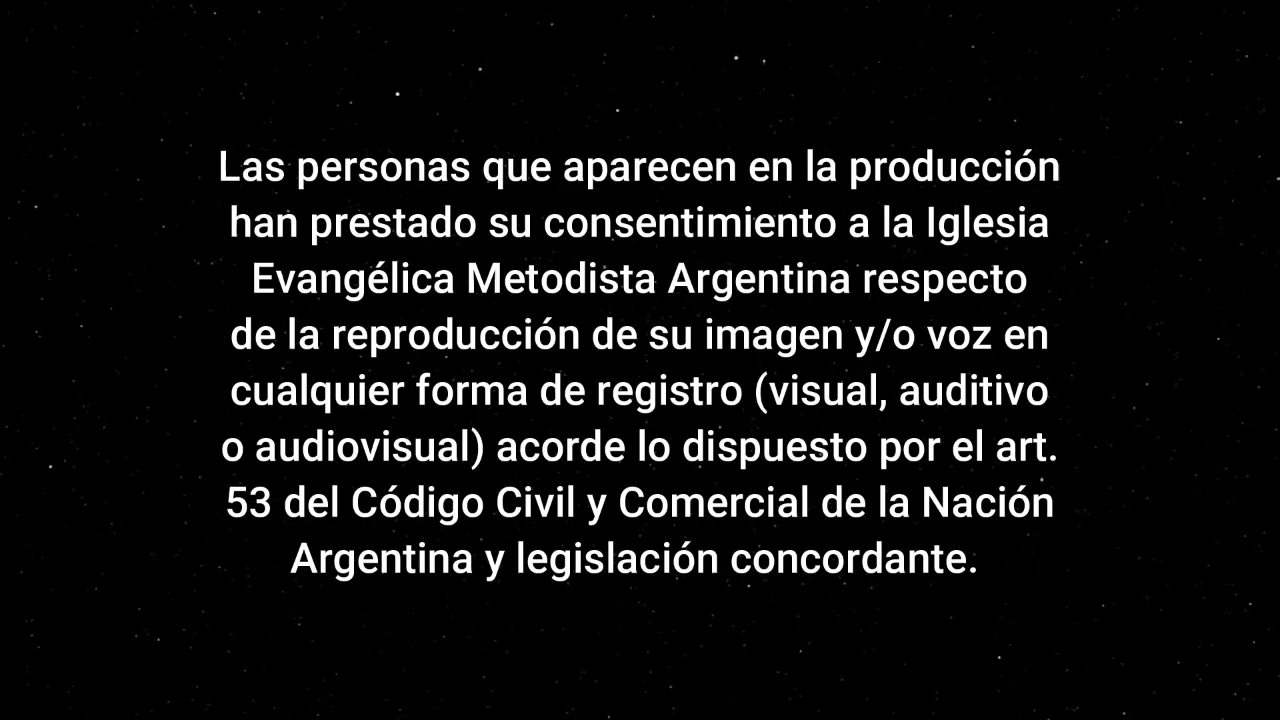 Las personas que aparecen en la producción
han prestado su consentimiento a la Iglesia
Evangélica Metodista Argentina respecto
de la reproducción de su imagen y/o voz en
cualquier forma de registro (visual, auditivo
o audiovisual) acorde lo dispuesto por el art.
53 del Código Civil y Comercial de la Nación
Argentina y legislación concordante.